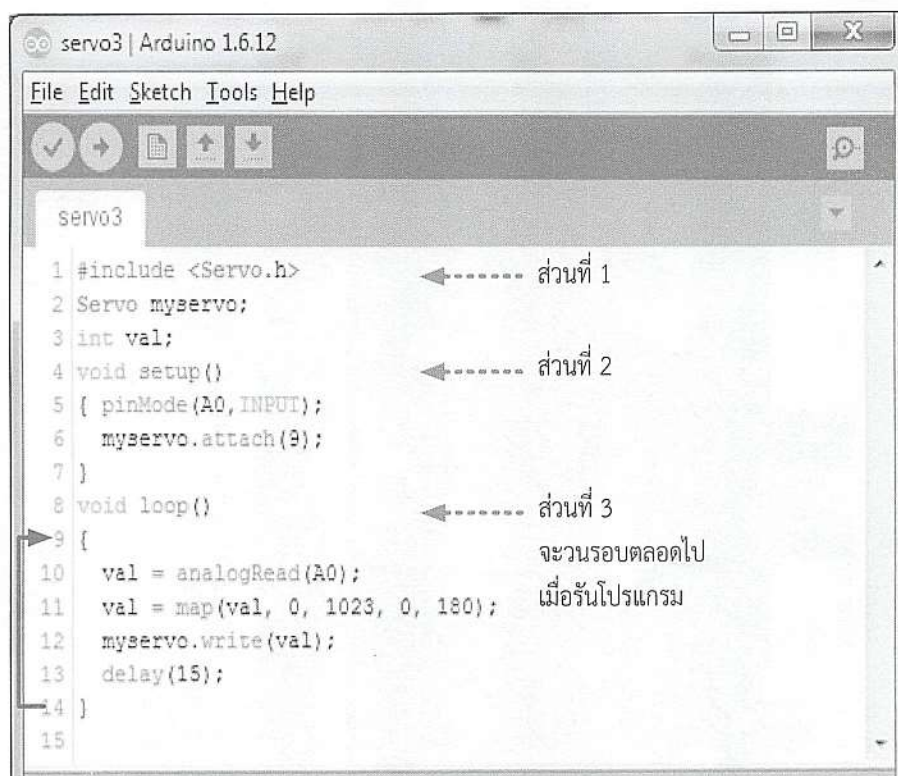 servo3 | Arduino 1.6.12
File Edit Sketch Tools Help
servo3
1 #include <Servo.h> ส่วนที่ 1
2 Servo myservo;
3 int val;
4 void setup() ส่วนที่ 2
5 { pinMode(A0,INPUT);
6 myservo.attach(9);
7 }
8 void loop() ส่วนที่ 3
9 { จะวนรอบตลอดไป
10 val = analogRead(A0); เมื่อรันโปรแกรม
11 val = map(val, 0, 1023, 0, 180);
12 myservo.write(val);
13 delay(15);
14 }
15